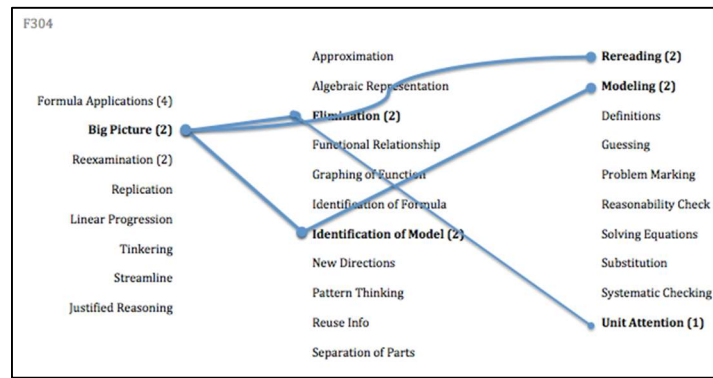 F304
Formula Applications (4)
Big Picture (2)
Reexamination (2)
Replication
Linear Progression
Tinkering
Streamline
Justified Reasoning
Approximation
Algebraic Representation
Elimination (2)
Functional Relationship
Graphing of Function
Identification of Formula
Identification of Model (2)
New Directions
Pattern Thinking
Reuse Info
Separation of Parts
Rereading (2)
Modeling (2)
Definitions
Guessing
Problem Marking
Reasonability Check
Solving Equations
Substitution
Systematic Checking
Unit Attention (1)